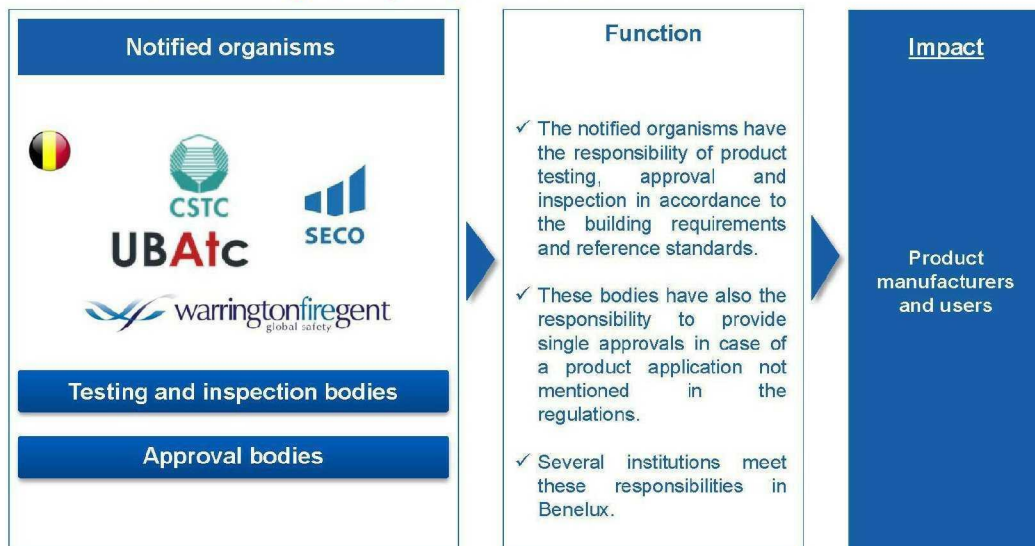 Notified organisms
CSTC
SECO
UBAtc
warringtonfiregent
global safety
Testing and inspection bodies
Approval bodies
Function
✓ The notified organisms have
the responsibility of product
testing, approval and
inspection in accordance to
the building requirements
and reference standards.
✓ These bodies have also the
responsibility to provide
single approvals in case of
a product application not
mentioned in the
regulations.
✓ Several institutions meet
these responsibilities in
Benelux.
Impact
Product
manufacturers
and users